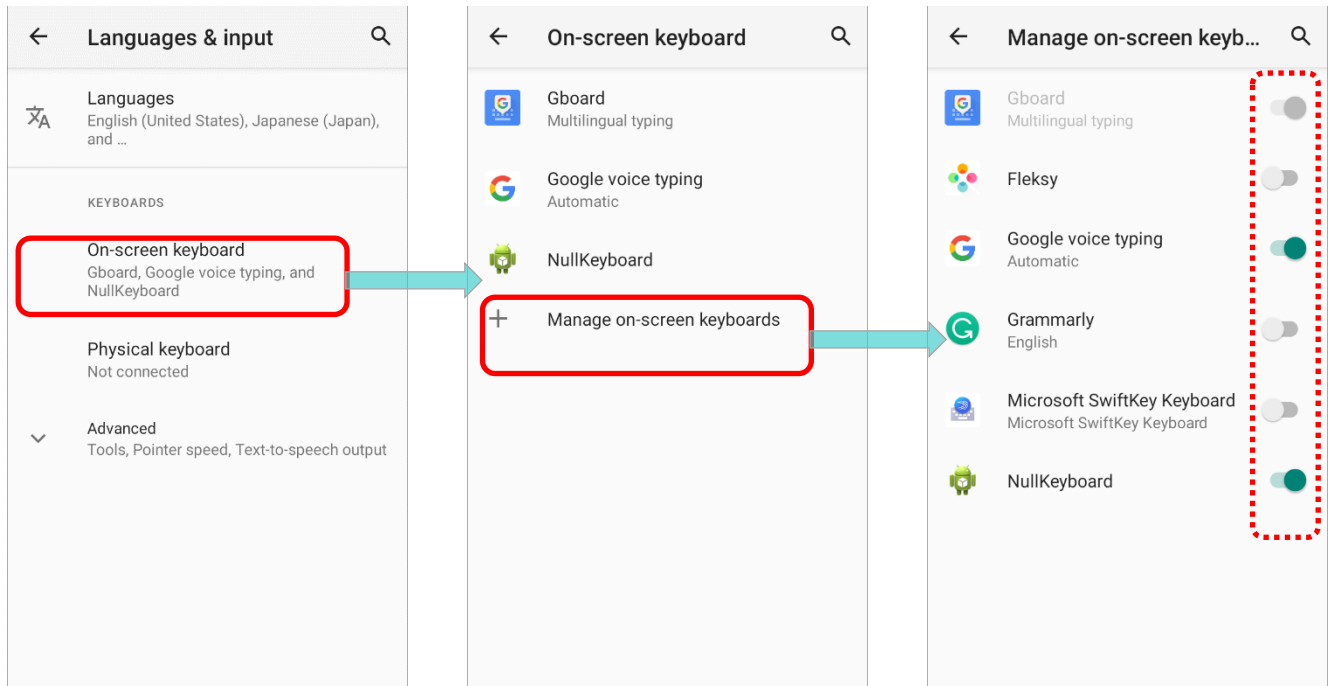 Languages & input
Languages
English (United States), Japanese (Japan),
and …
KEYBOARDS
On-screen keyboard
Gboard, Google voice typing, and
NullKeyboard
Physical keyboard
Not connected
Advanced
Tools, Pointer speed, Text-to-speech output
On-screen keyboard
Gboard
Multilingual typing
Google voice typing
Automatic
NullKeyboard
Manage on-screen keyboards
Manage on-screen keyb...
Gboard
Multilingual typing
Fleksy
Google voice typing
Automatic
Grammarly
English
Microsoft SwiftKey Keyboard
Microsoft SwiftKey Keyboard
NullKeyboard